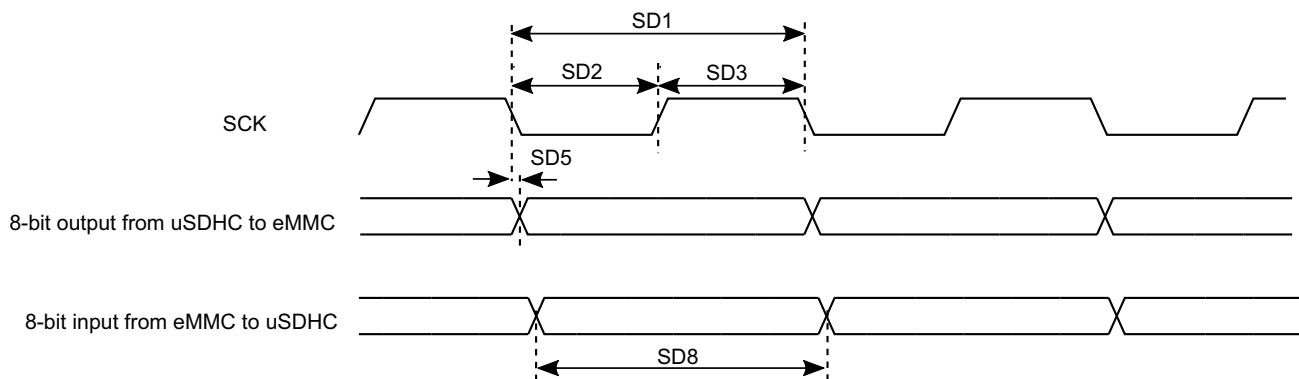 SD1
SD2
SD3
SCK
SD5
8-bit output from uSDHC to eMMC
8-bit input from eMMC to uSDHC
SD8